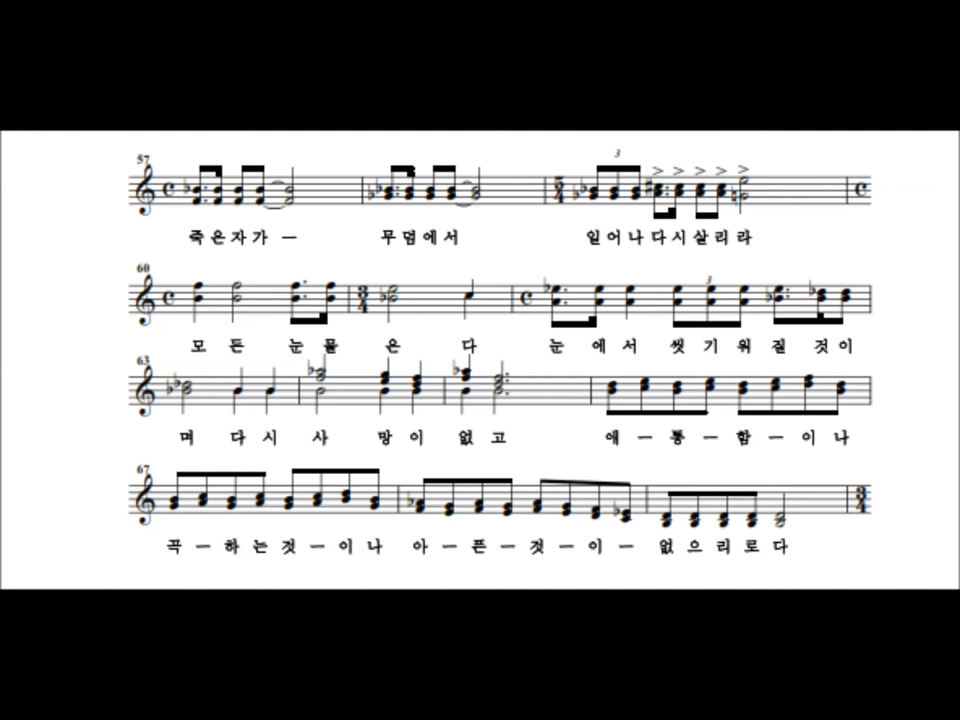 57
3
죽은자가 — 무덤에서 일어나다시살리라
60
3
모 든 눈 물 은 다 눈 에 서 씻 기 워 질 것 이
63
며 다 시 사 망 이 없 고 애 — 통 — 함 — 이 나
67
곡 — 하 는 것 — 이 나 아 — 픈 — 것 — 이 — 없 으 리 로 다